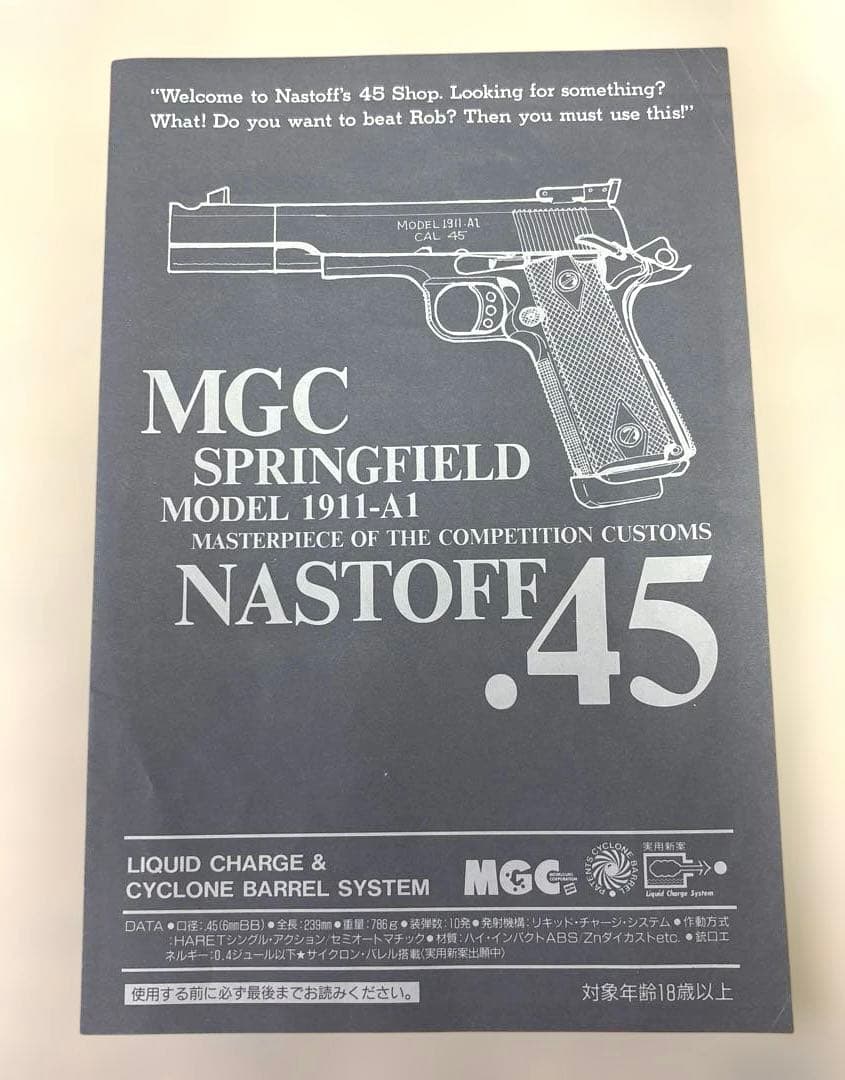 "Welcome to Nastoff's 45 Shop. Looking for something?
What! Do you want to beat Rob? Then you must use this!"
MODEL 1911-A1
CAL 45
MGC
SPRINGFIELD
MODEL 1911-A1
MASTERPIECE OF THE COMPETITION CUSTOMS
NASTOFF
.45
LIQUID CHARGE &
CYCLONE BARREL SYSTEM
MGC
PATENTS CYCLONE BARREL
実用新案
Liquid Charge System
DATA ●口径:.45(6mmBB)●全長:239mm●重量:786g●装弾数:10発●発射機構:リキッド・チャージ・システム●作動方式
:HARETシングル・アクション/セミオートマチック●材質:ハイ・インパクトABS/Znダイカストetc.●銃口エ
ネルギー:0.4ジュール以下★サイクロン・バレル搭載(実用新案出願中)
使用する前に必ず最後までお読みください。
対象年齢18歳以上